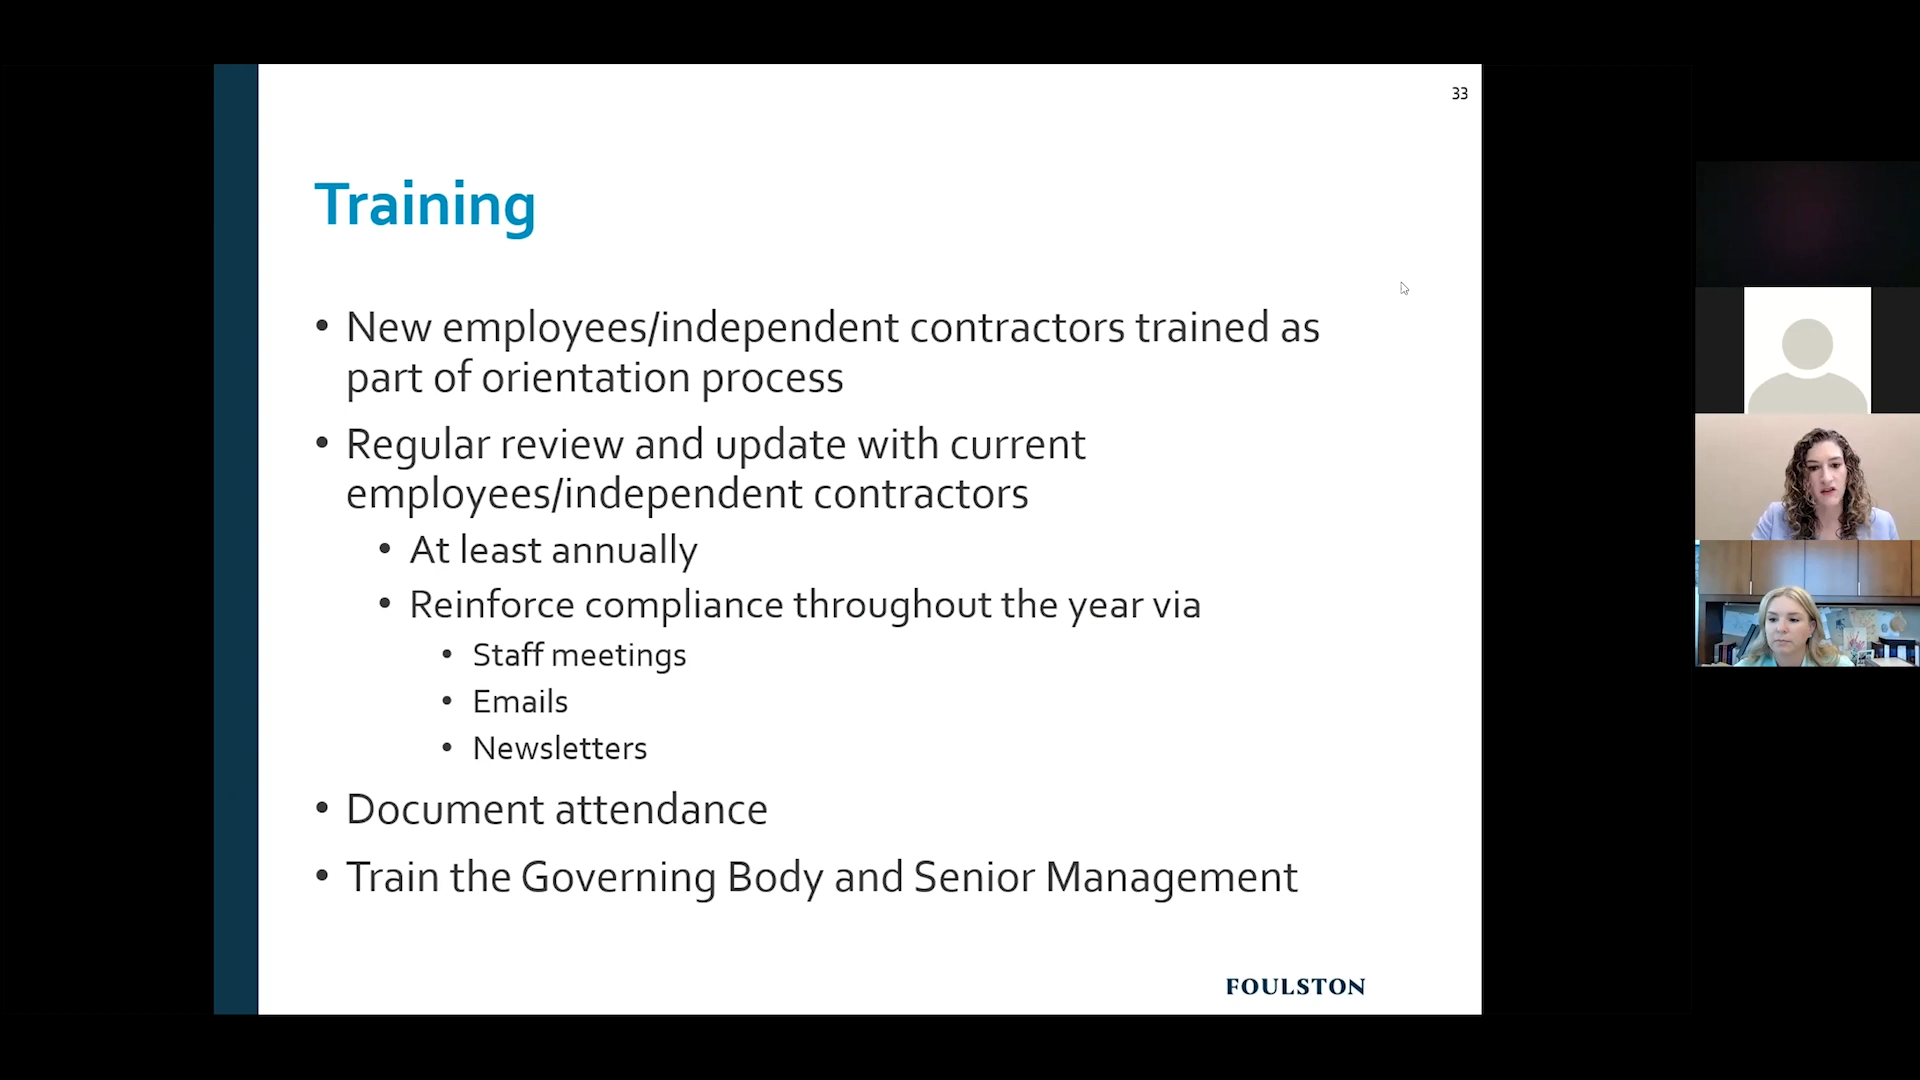 33
Training
• New employees/independent contractors trained as
part of orientation process
• Regular review and update with current
employees/independent contractors
• At least annually
• Reinforce compliance throughout the year via
• Staff meetings
• Emails
• Newsletters
• Document attendance
• Train the Governing Body and Senior Management
FOULSTON